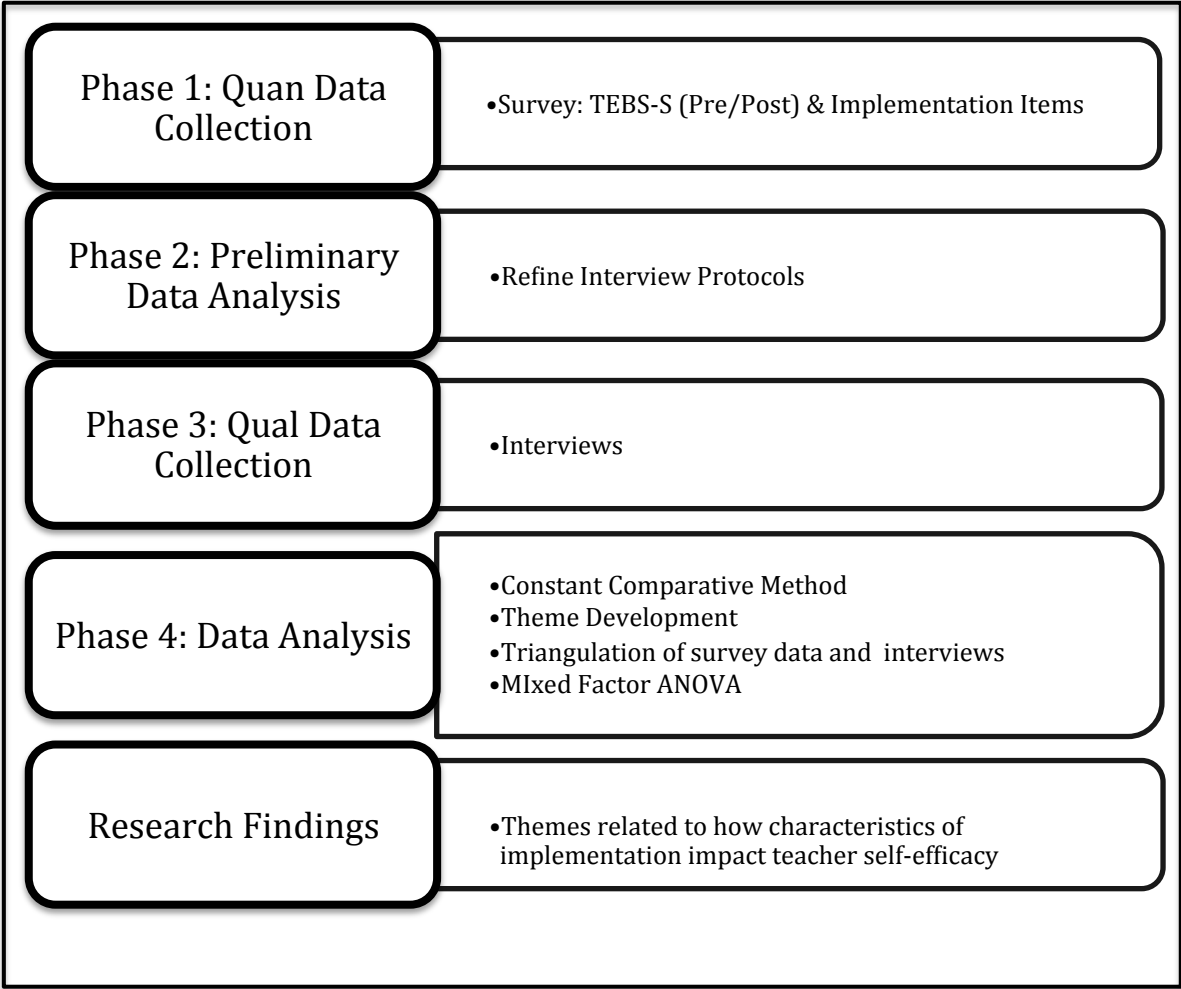 Phase 1: Quan Data
Collection
•Survey: TEBS-S (Pre/Post) & Implementation Items
Phase 2: Preliminary
Data Analysis
•Refine Interview Protocols
Phase 3: Qual Data
Collection
•Interviews
Phase 4: Data Analysis
•Constant Comparative Method
•Theme Development
•Triangulation of survey data and  interviews
•MIxed Factor ANOVA
Research Findings
•Themes related to how characteristics of
implementation impact teacher self-efficacy